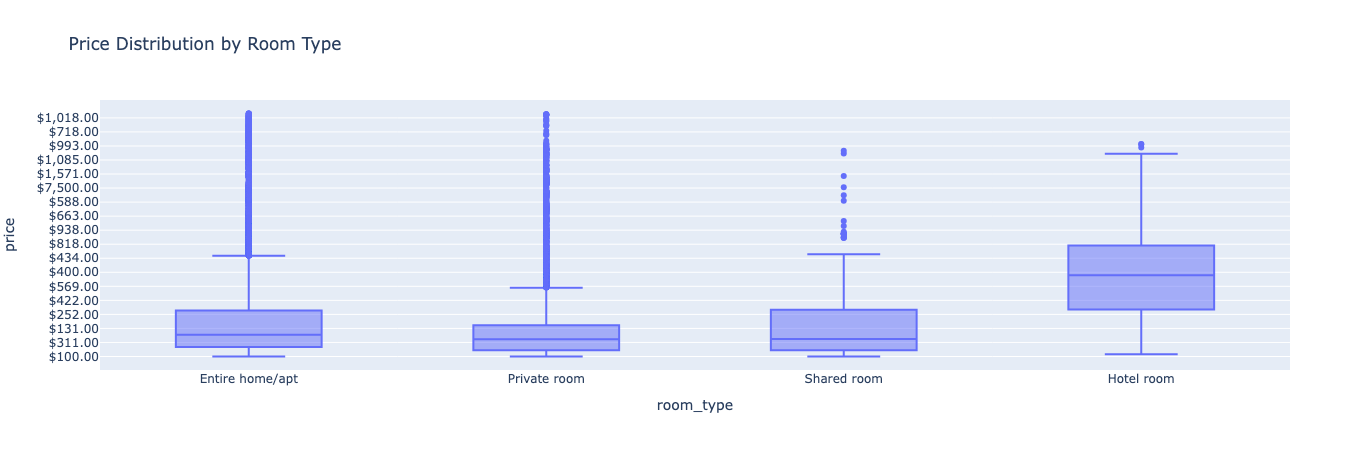 Price Distribution by Room Type
$1,018.00
$718.00
$993.00
$1,085.00
$1,571.00
$7,500.00
$588.00
$663.00
$938.00
$818.00
$434.00
$400.00
$569.00
$422.00
$252.00
$131.00
$311.00
$100.00
price
Entire home/apt
Private room
Shared room
Hotel room
room_type